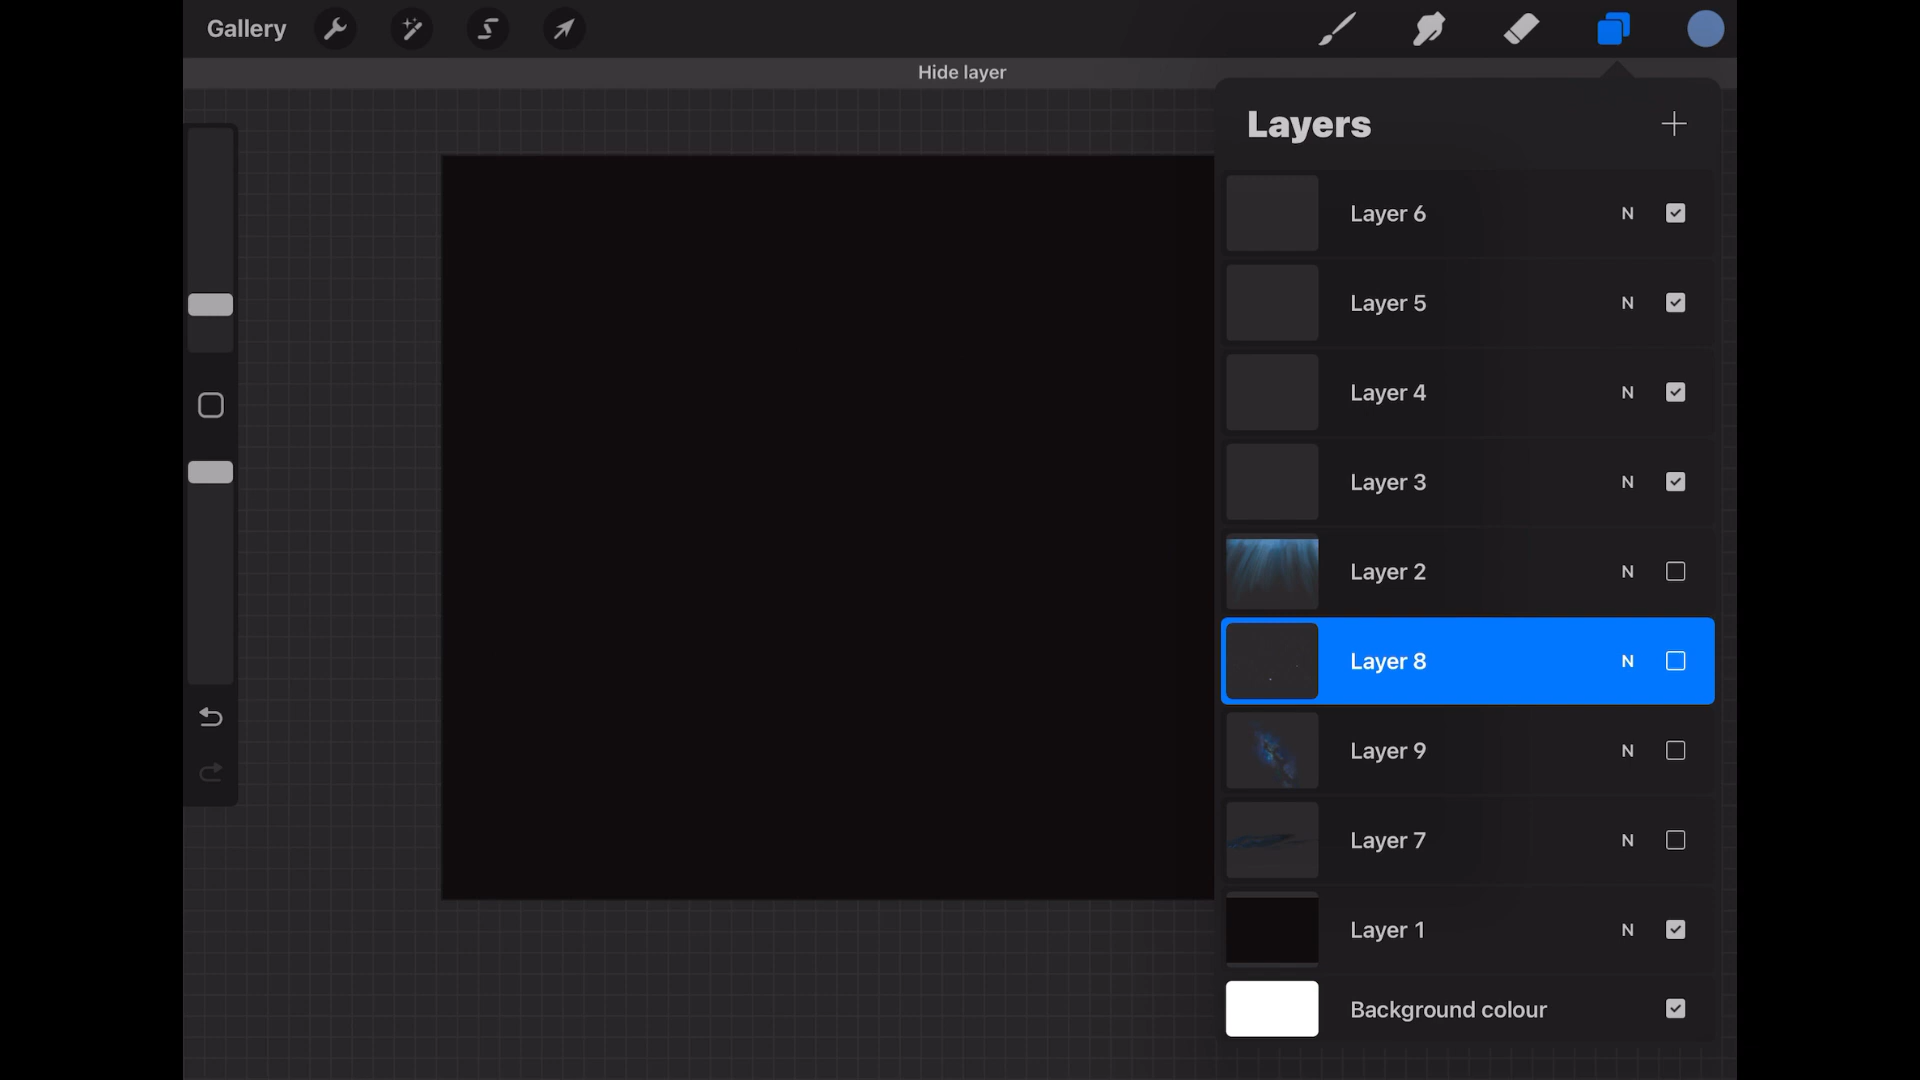 Gallery
Hide layer
Layers
Layer 6 N
Layer 5 N
Layer 4 N
Layer 3 N
Layer 2 N
Layer 8 N
Layer 9 N
Layer 7 N
Layer 1 N
Background colour